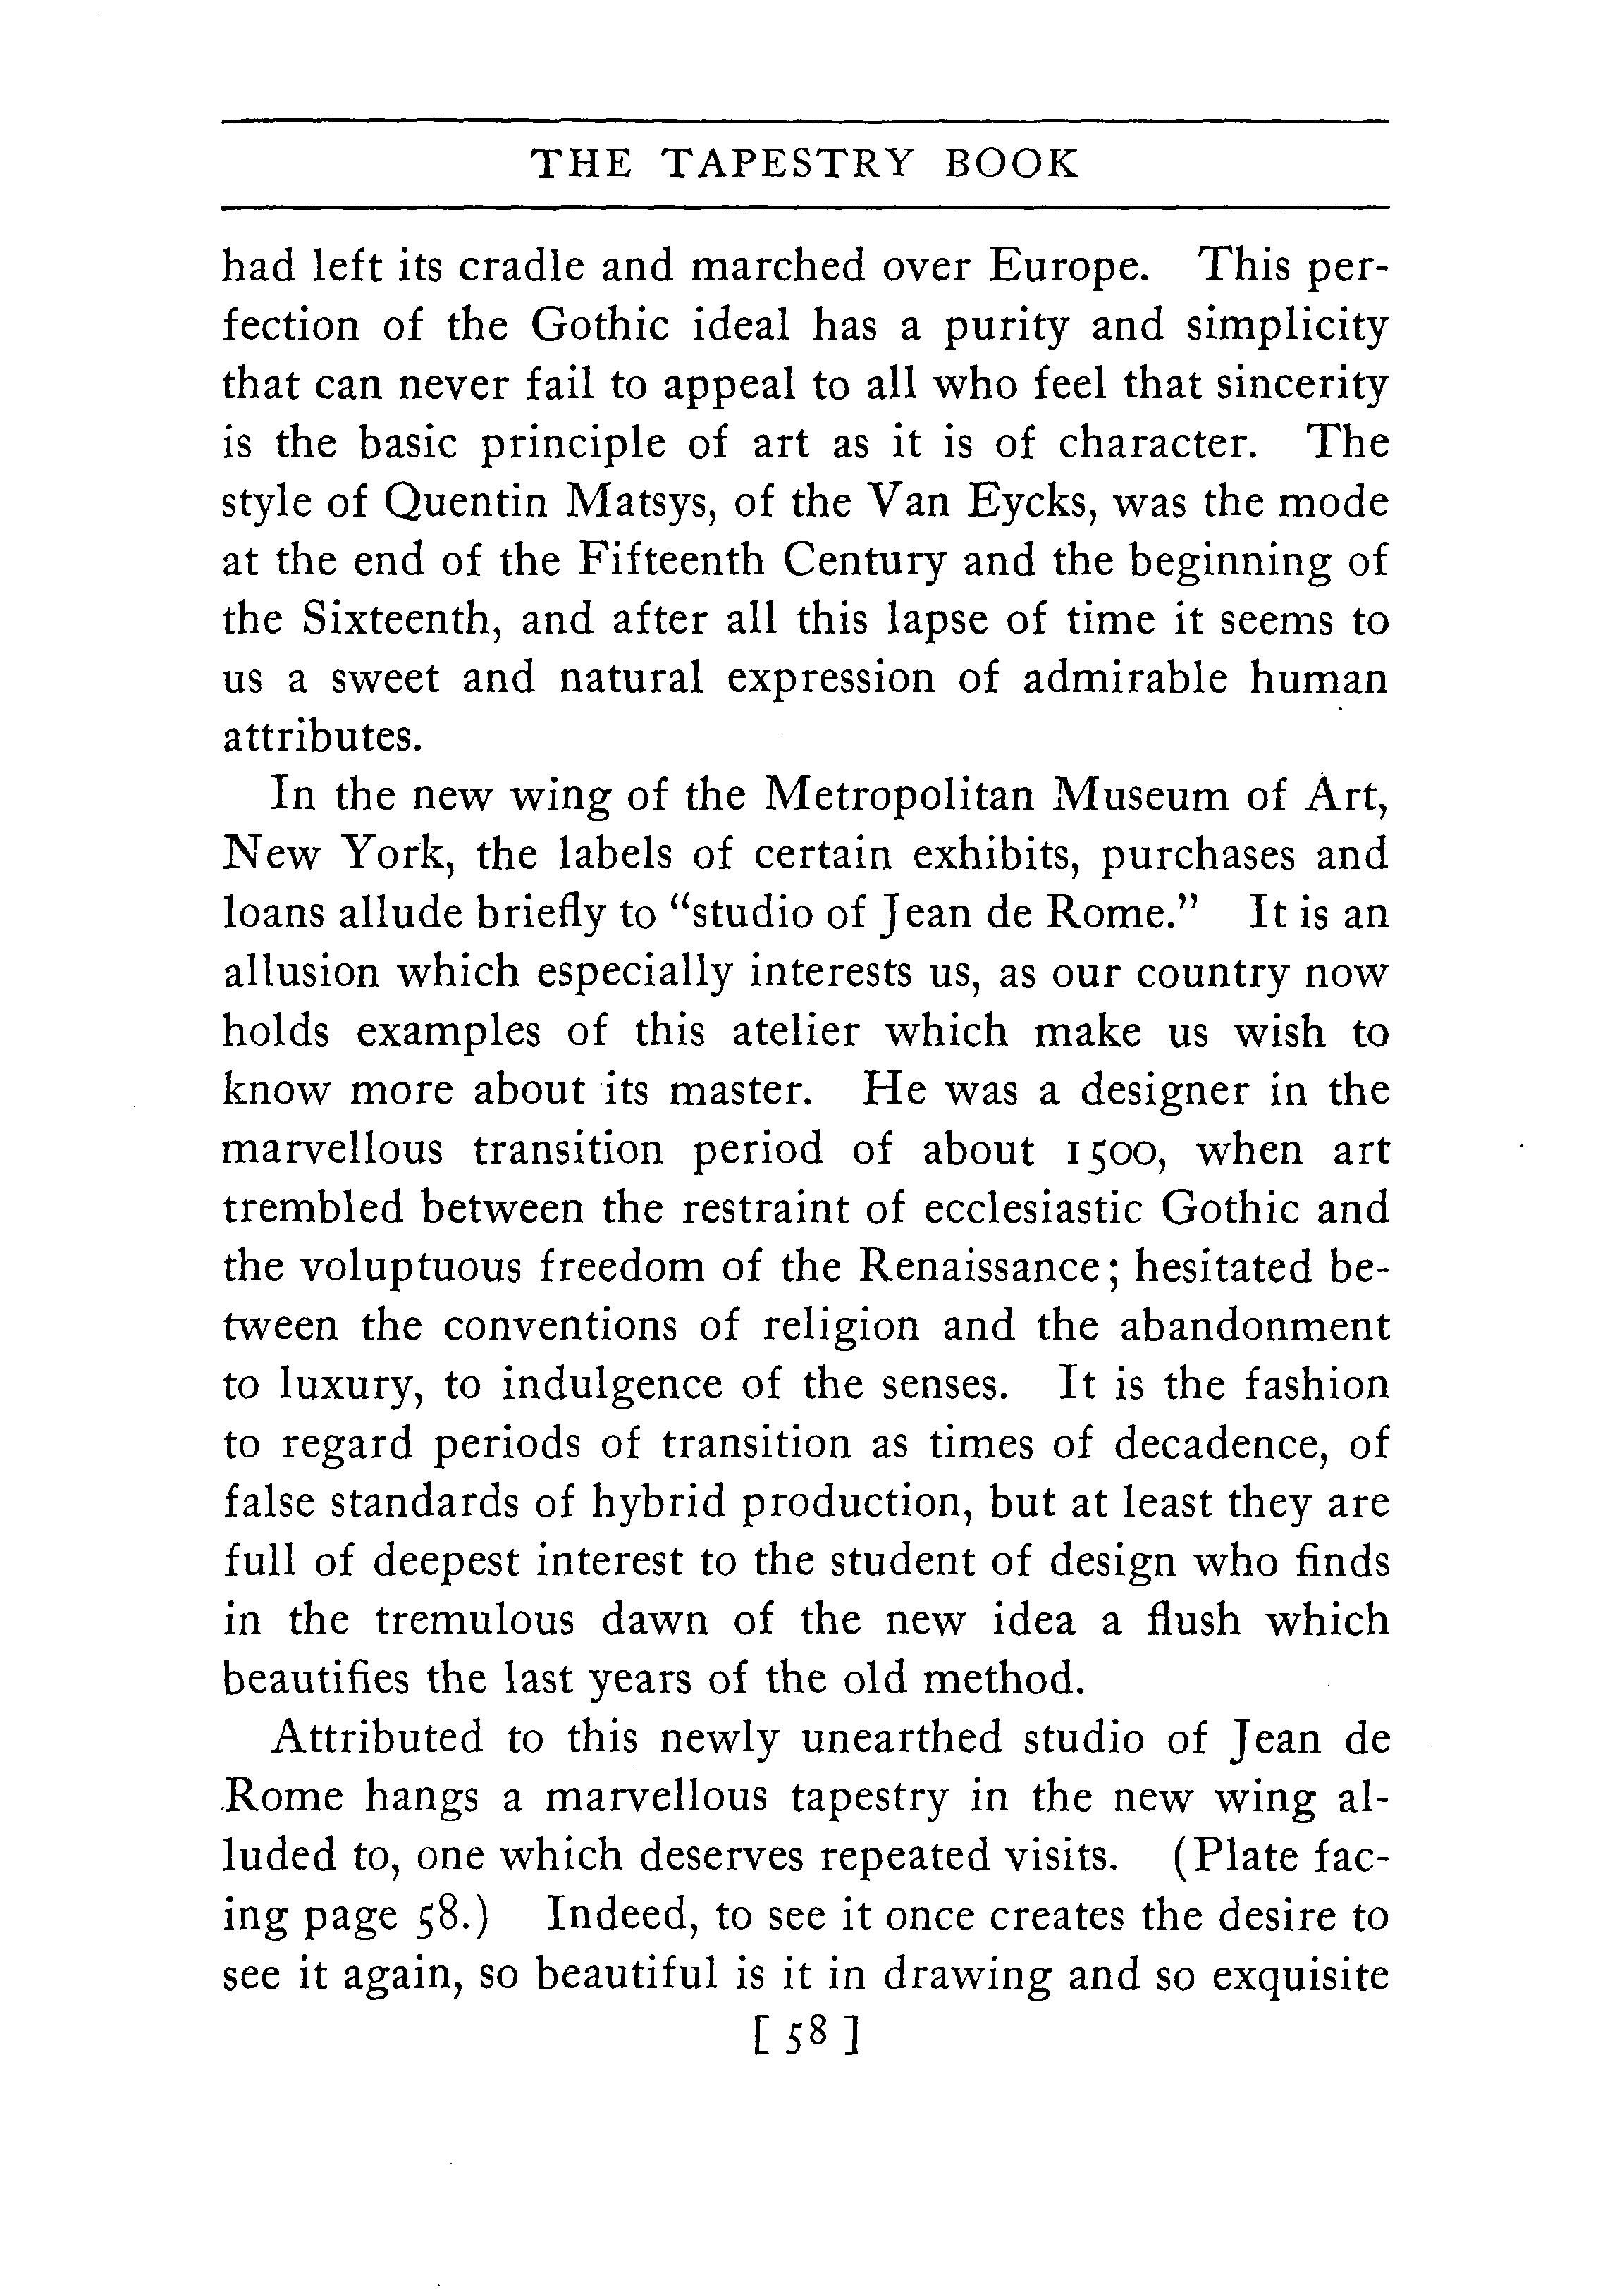 THE TAPESTRY BOOK
had left its cradle and marched over Europe. This per-
fection of the Gothic ideal has a purity and simplicity
that can never fail to appeal to all who feel that sincerity
is the basic principle of art as it is of character. The
style of Quentin Matsys, of the Van Eycks, was the mode
at the end of the Fifteenth Century and the beginning of
the Sixteenth, and after all this lapse of time it seems to
us a sweet and natural expression of admirable human
attributes.
In the new wing of the Metropolitan Museum of Art,
New York, the labels of certain exhibits, purchases and
loans allude briefly to "studio of Jean de Rome." It is an
allusion which especially interests us, as our country now
holds examples of this atelier which make us wish to
know more about its master. He was a designer in the
marvellous transition period of about 1500, when art
trembled between the restraint of ecclesiastic Gothic and
the voluptuous freedom of the Renaissance; hesitated be-
tween the conventions of religion and the abandonment
to luxury, to indulgence of the senses. It is the fashion
to regard periods of transition as times of decadence, of
false standards of hybrid production, but at least they are
full of deepest interest to the student of design who finds
in the tremulous dawn of the new idea a flush which
beautifies the last years of the old method.
Attributed to this newly unearthed studio of Jean de
Rome hangs a marvellous tapestry in the new wing al-
luded to, one which deserves repeated visits. (Plate fac-
ing page 58.) Indeed, to see it once creates the desire to
see it again, so beautiful is it in drawing and so exquisite
[58]